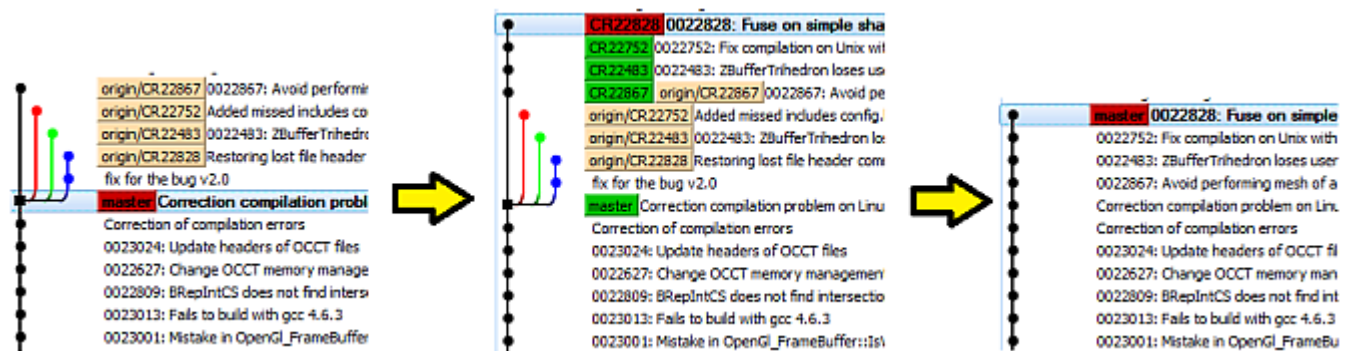 origin/CR22867 0022867: Avoid performin
origin/CR22752 Added missed includes co
origin/CR22483 0022483: ZBufferTrihedro
origin/CR22828 Restoring lost file header
fix for the bug v2.0
master Correction compilation probl
Correction of compilation errors
0023024: Update headers of OCCT files
0022627: Change OCCT memory manage
0022809: BRepIntCS does not find interse
0023013: Fails to build with gcc 4.6.3
0023001: Mistake in OpenGl_FrameBuffer
CR22828 0022828: Fuse on simple sha
CR22752 0022752: Fix compilation on Unix wit
CR22483 0022483: ZBufferTrihedron loses use
CR22867 origin/CR22867 0022867: Avoid pe
origin/CR22752 Added missed includes config.
origin/CR22483 0022483: ZBufferTrihedron lo
origin/CR22828 Restoring lost file header com
fix for the bug v2.0
master Correction compilation problem on Linu
Correction of compilation errors
0023024: Update headers of OCCT files
0022627: Change OCCT memory management
0022809: BRepIntCS does not find intersectio
0023013: Fails to build with gcc 4.6.3
0023001: Mistake in OpenGl_FrameBuffer::IsV
master 0022828: Fuse on simple
0022752: Fix compilation on Unix with
0022483: ZBufferTrihedron loses user
0022867: Avoid performing mesh of a
Correction compilation problem on Linu
Correction of compilation errors
0023024: Update headers of OCCT fil
0022627: Change OCCT memory man
0022809: BRepIntCS does not find int
0023013: Fails to build with gcc 4.6.3
0023001: Mistake in OpenGl_FrameBu